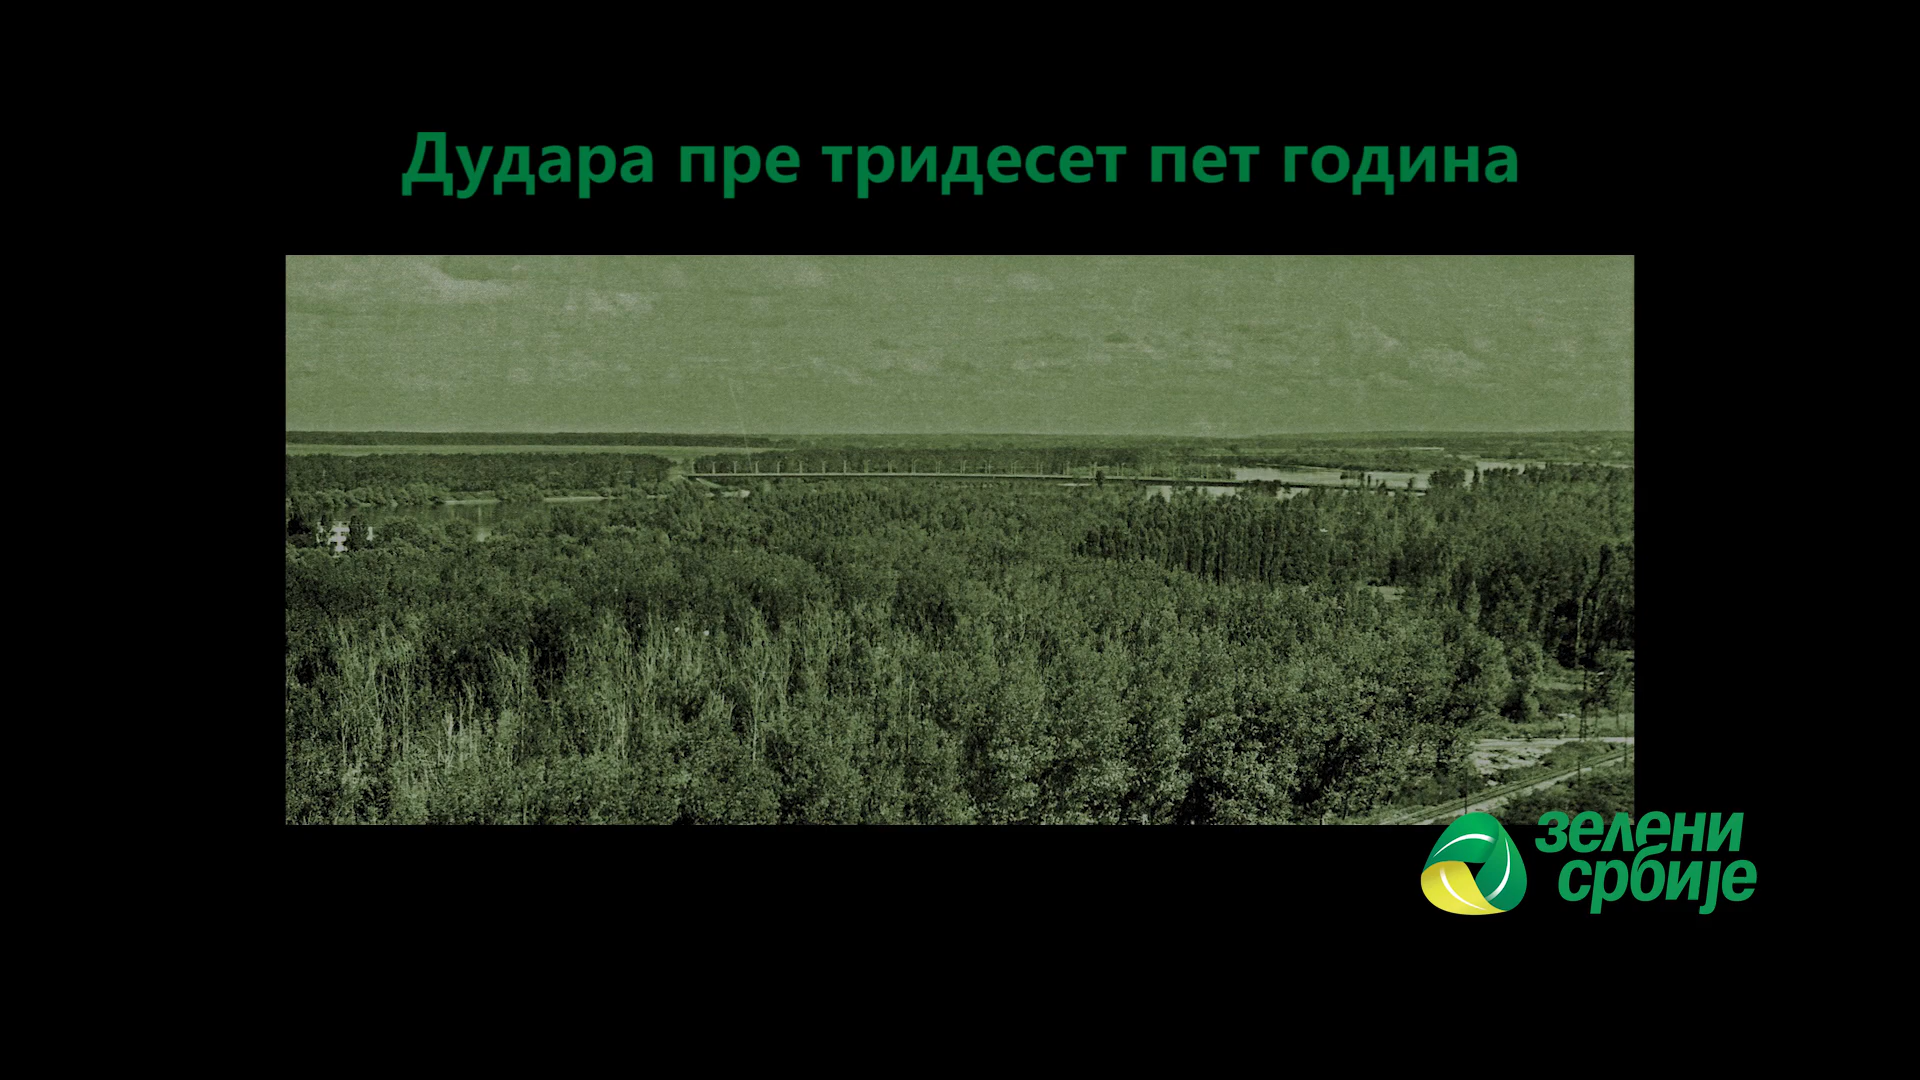 Дудара пре тридесет пет година
зелени
србије